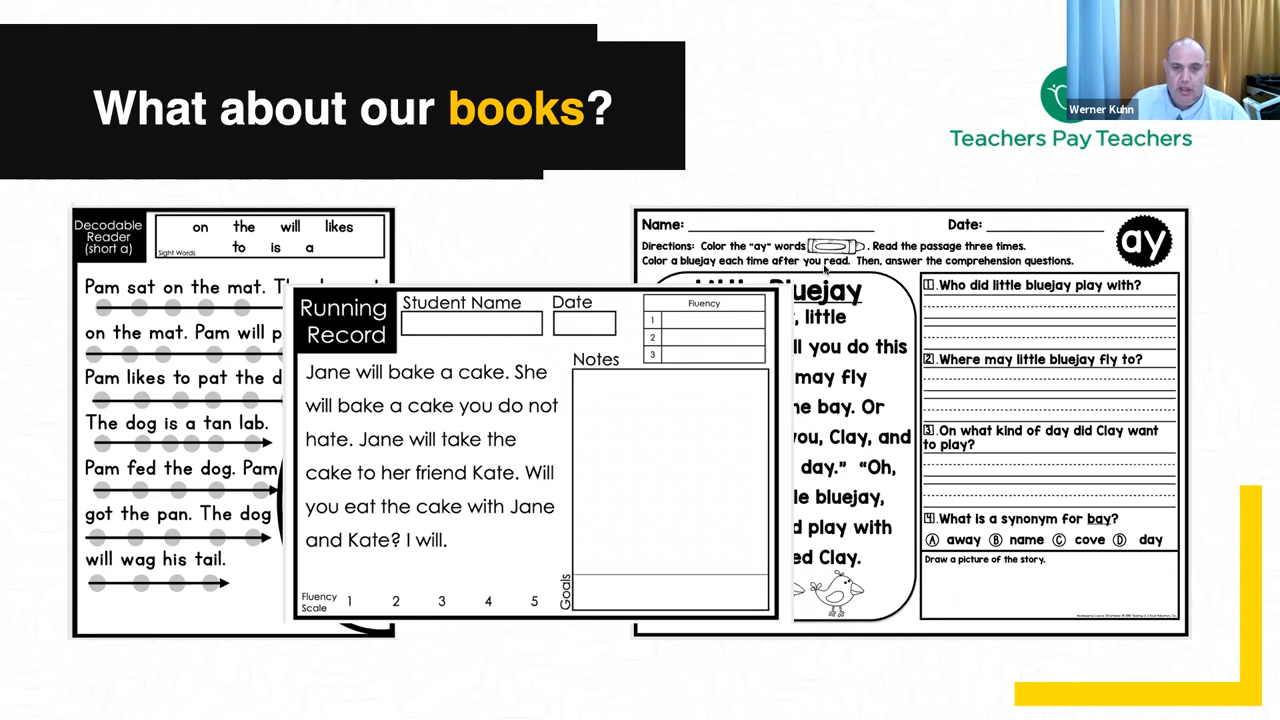 What about our books?
Werner Kuhn
Teachers Pay Teachers
Decodable
Reader
(short a)
on the will likes
to is a
Sight Words
Pam sat on the mat.
on the mat. Pam will
Pam likes to pat the
The dog is a tan lab.
Pam fed the dog. Pam
got the pan. The dog
will wag his tail.
Running
Record
Student Name
Date
Fluency
1
2
3
Notes
Jane will bake a cake. She
will bake a cake you do not
hate. Jane will take the
cake to her friend Kate. Will
you eat the cake with Jane
and Kate? I will.
Fluency
Scale
1 2 3 4 5
Goals
Name:
Date:
ay
Directions: Color the "ay" words . Read the passage three times.
Color a bluejay each time after you read. Then, answer the comprehension questions.
Little Bluejay
, little
you do this
may fly
bay. Or
you, Clay, and
day." "Oh,
bluejay,
play with
Clay.
1.Who did little bluejay play with?
2.Where may little bluejay fly to?
3.On what kind of day did Clay want
to play?
4.What is a synonym for bay?
A away B name C cove D day
Draw a picture of the story.